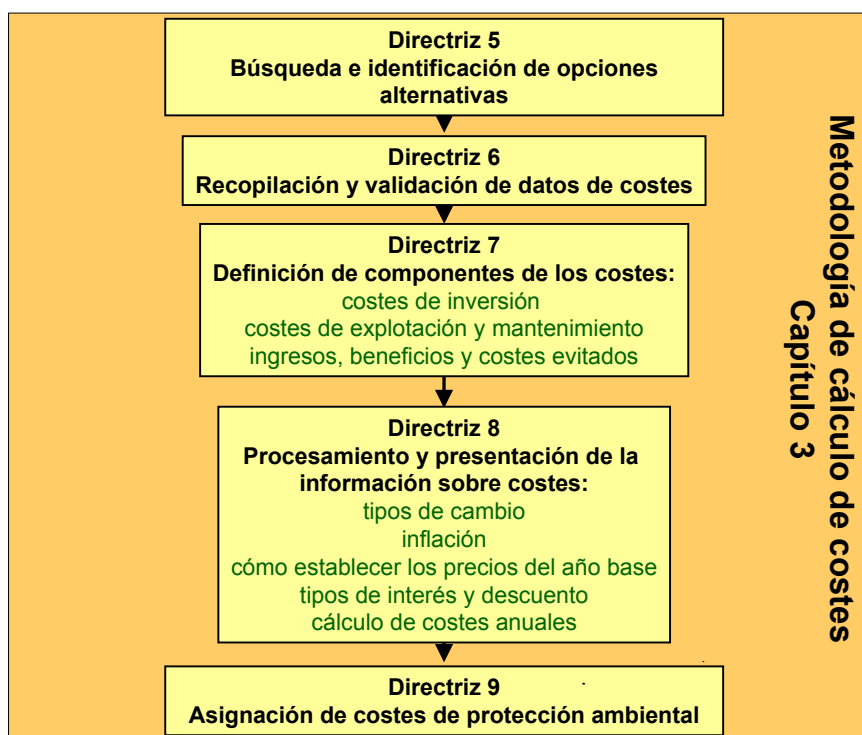 Directriz 5
Búsqueda e identificación de opciones
alternativas
Directriz 6
Recopilación y validación de datos de costes
Directriz 7
Definición de componentes de los costes:
costes de inversión
costes de explotación y mantenimiento
ingresos, beneficios y costes evitados
Directriz 8
Procesamiento y presentación de la
información sobre costes:
tipos de cambio
inflación
cómo establecer los precios del año base
tipos de interés y descuento
cálculo de costes anuales
Directriz 9
Asignación de costes de protección ambiental
Metodología de cálculo de costes
Capítulo 3